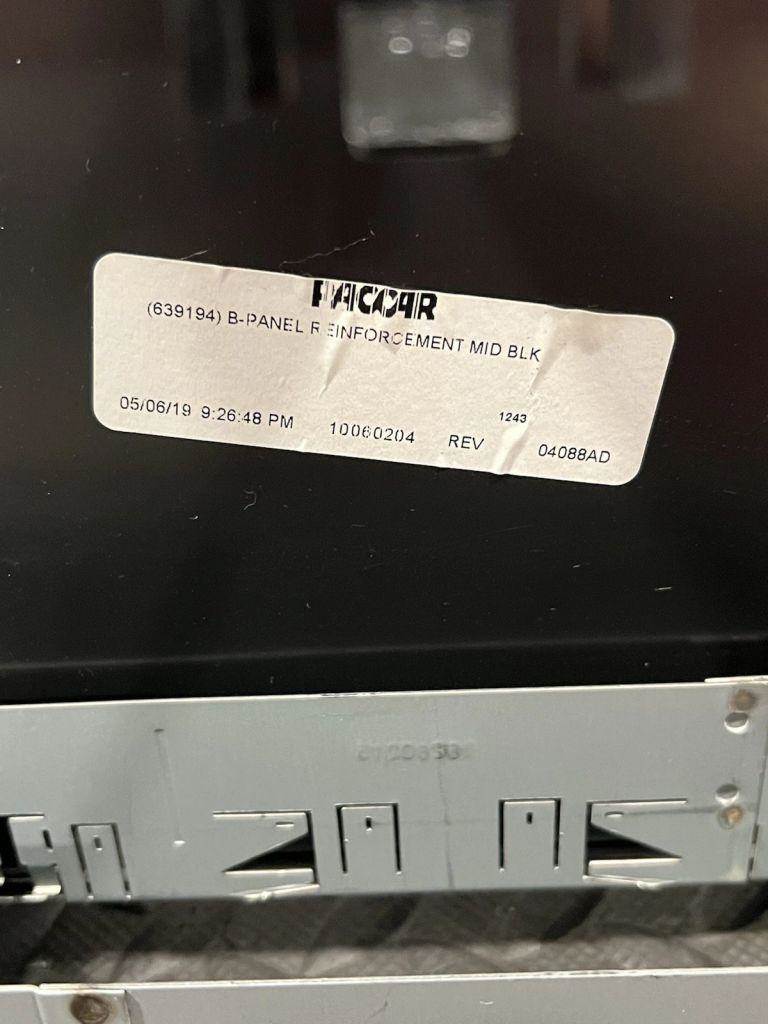 PACCAR
(639194) B-PANEL REINFORCEMENT MID BLK
1243
05/06/19 9:26:48 PM 10060204 REV 04088AD